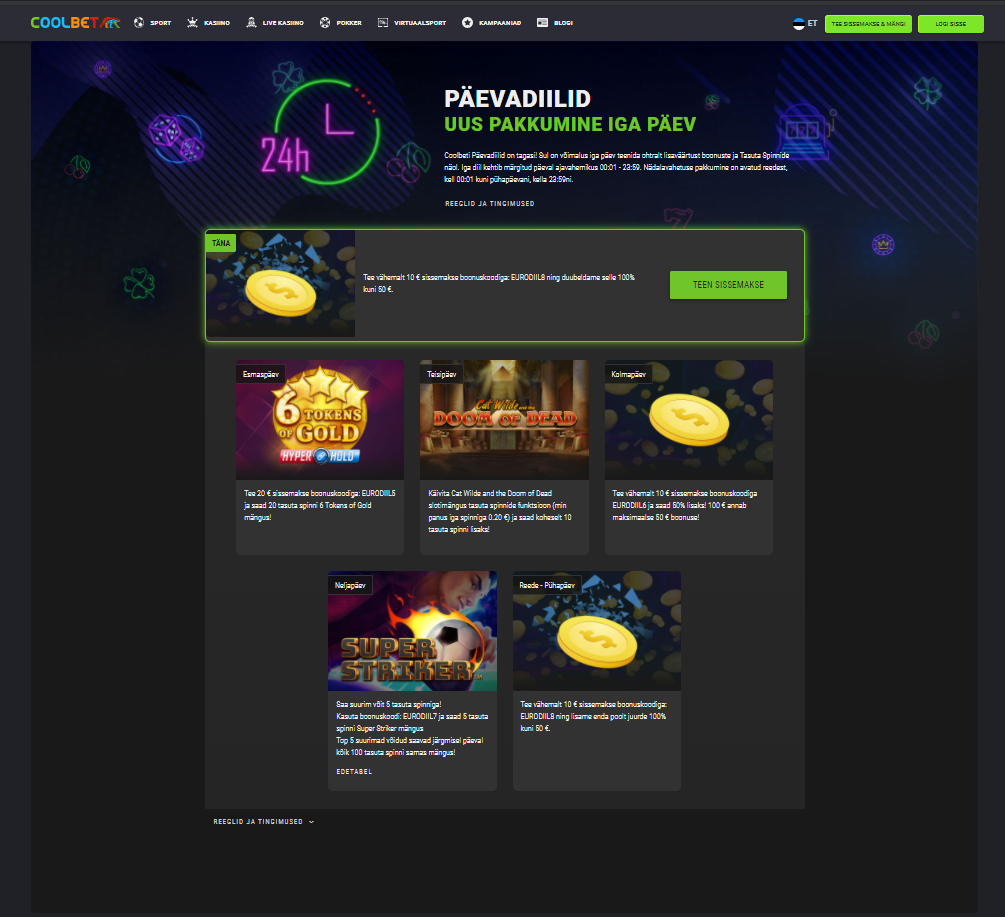 COOLBET
SPORT
KASIINO
LIVE KASIINO
POKKER
VIRTUAALSPORT
KAMPAANIAD
BLOGI
ET
TEE SISSEMAKSE & MÄNGI
LOGI SISSE
24h
777
7
PÄEVADIILID
UUS PAKKUMINE IGA PÄEV
Coolbeti Päevadiilid on tagasi! Sul on võimalus iga päev teenida ohtralt lisaväärtust boonuste ja Tasuta Spinnide
näol. Iga diil kehtib märgitud päeval ajavahemikus 00:01 - 23:59. Nädalavahetuse pakkumine on avatud reedest,
kell 00:01 kuni pühapäevani, kella 23:59ni.
REEGLID JA TINGIMUSED
TÄNA
Tee vähemalt 10 € sissemakse boonuskoodiga: EURODIIL8 ning duubeldame selle 100%
kuni 50 €.
TEEN SISSEMAKSE
Esmaspäev
6 TOKENS
OF GOLD
HYPER HOLD
Tee 20 € sissemakse boonuskoodiga: EURODIIL5
ja saad 20 tasuta spinni 6 Tokens of Gold
mängus!
Teisipäev
Cat Wilde and the
DOOM OF DEAD
Käivita Cat Wilde and the Doom of Dead
slotimängus tasuta spinnide funktsioon (min
panus iga spinniga 0.20 €) ja saad koheselt 10
tasuta spinni lisaks!
Kolmapäev
Tee vähemalt 10 € sissemakse boonuskoodiga
EURODIIL6 ja saad 50% lisaks! 100 € annab
maksimaalse 50 € boonuse!
Neljapäev
SUPER
STRIKER
Saa suurim võit 5 tasuta spinniga!
Kasuta boonuskoodi: EURODIIL7 ja saad 5 tasuta
spinni Super Striker mängus
Top 5 suurimad võidud saavad järgmisel päeval
kõik 100 tasuta spinni samas mängus!
EDETABEL
Reede - Pühapäev
Tee vähemalt 10 € sissemakse boonuskoodiga:
EURODIIL8 ning lisame enda poolt juurde 100%
kuni 50 €.
REEGLID JA TINGIMUSED